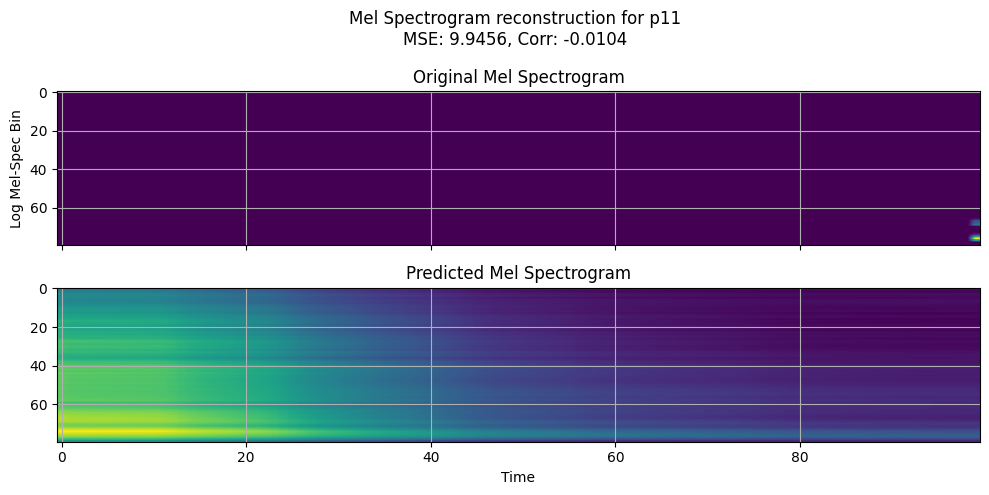 Mel Spectrogram reconstruction for p11
MSE: 9.9456, Corr: -0.0104
Original Mel Spectrogram
0
20
40
60
Log Mel-Spec Bin
Predicted Mel Spectrogram
0
20
40
60
0 20 40 60 80
Time